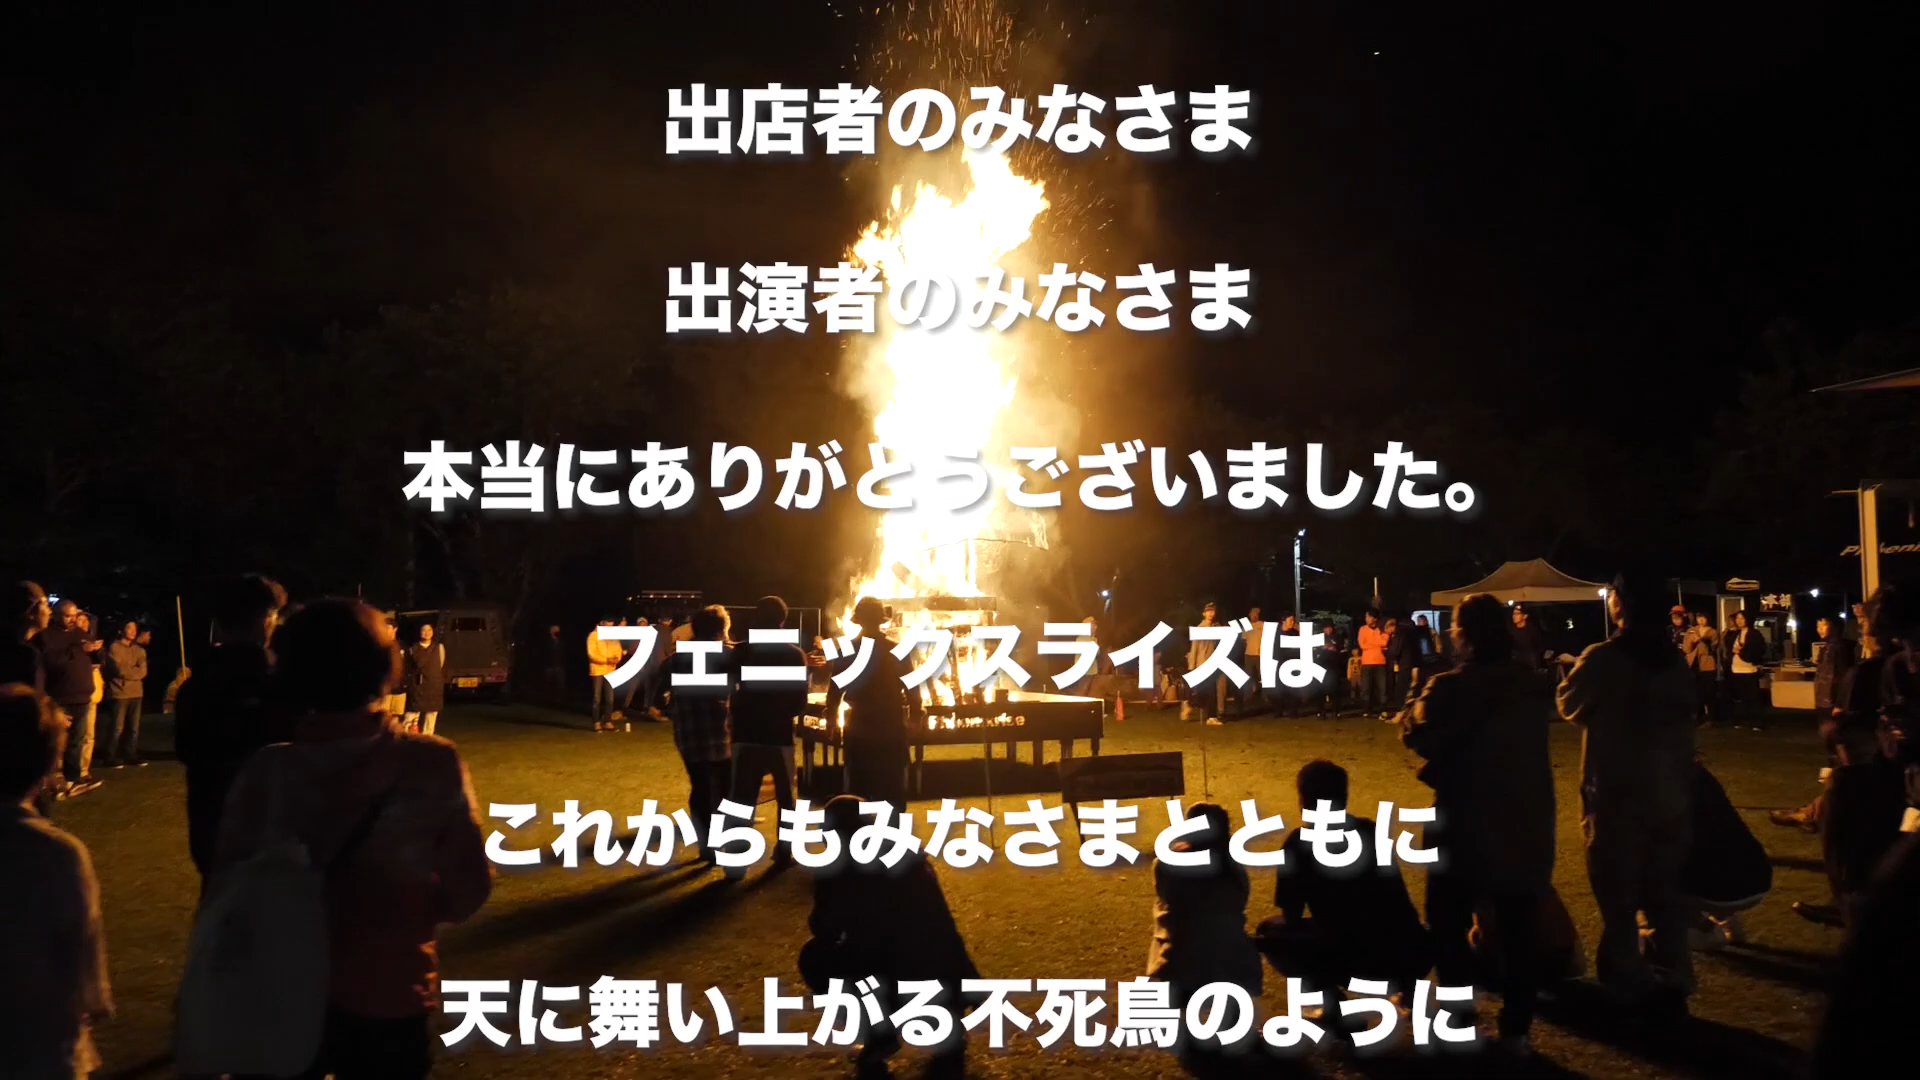 出店者のみなさま
出演者のみなさま
本当にありがとうございました。
フェニックスライズは
これからもみなさまとともに
天に舞い上がる不死鳥のように
本部